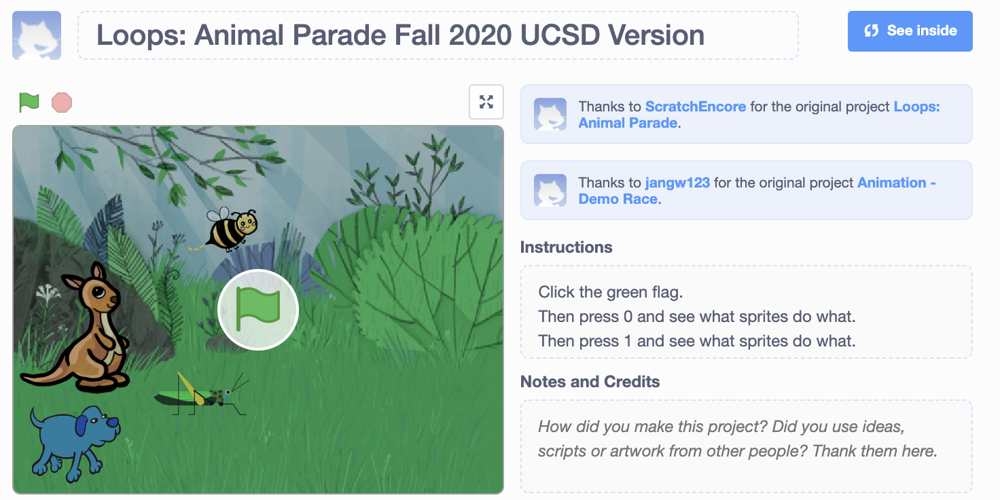 Loops: Animal Parade Fall 2020 UCSD Version
See inside
Thanks to ScratchEncore for the original project Loops:
Animal Parade.
Thanks to jangw123 for the original project Animation -
Demo Race.
Instructions
Click the green flag.
Then press 0 and see what sprites do what.
Then press 1 and see what sprites do what.
Notes and Credits
How did you make this project? Did you use ideas,
scripts or artwork from other people? Thank them here.